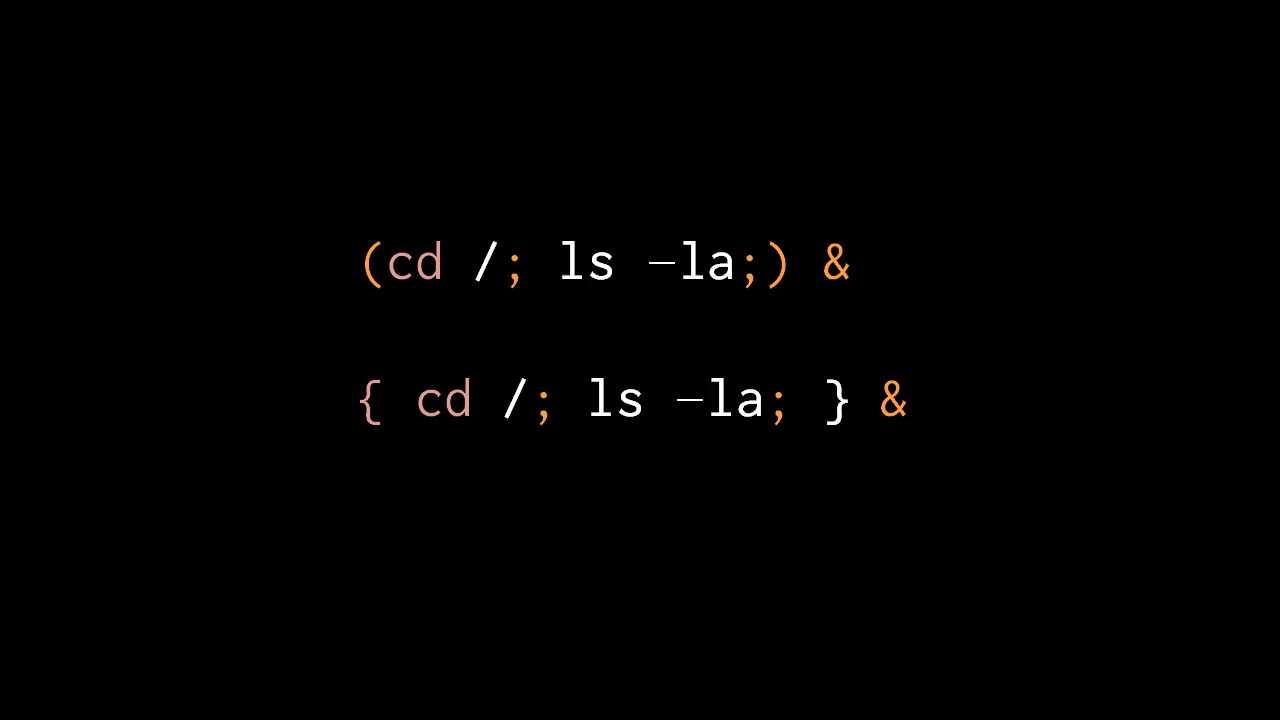 (cd /; ls -la;) &
{ cd /; ls -la; } &